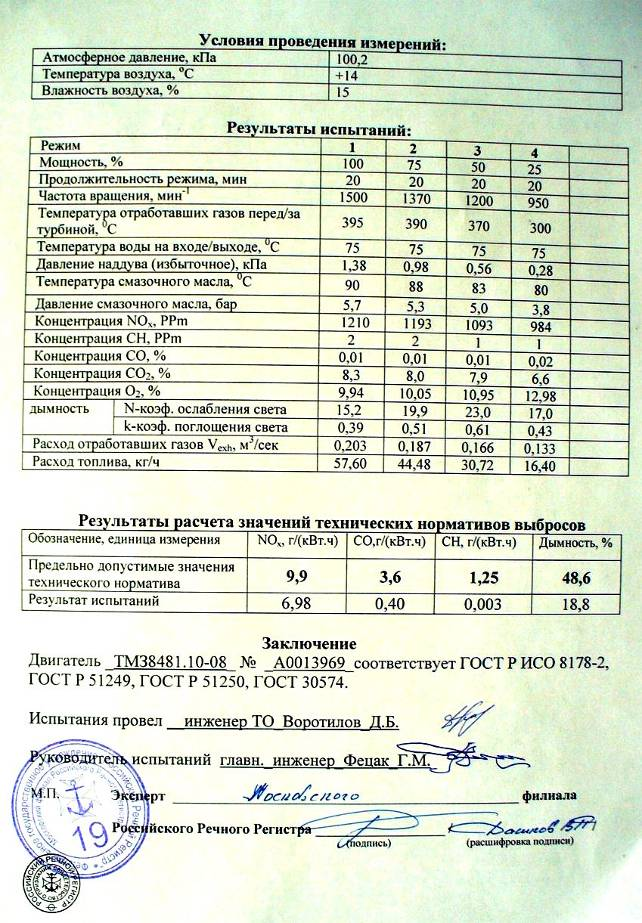 Условия проведения измерений:
Атмосферное давление, кПа 100,2
Температура воздуха, °С +14
Влажность воздуха, % 15
Результаты испытаний:
Режим 1 2 3 4
Мощность, % 100 75 50 25
Продолжительность режима, мин 20 20 20 20
Частота вращения, мин⁻¹ 1500 1370 1200 950
Температура отработавших газов перед/за
турбиной, ⁰С 395 390 370 300
Температура воды на входе/выходе, ⁰С 75 75 75 75
Давление наддува (избыточное), кПа 1,38 0,98 0,56 0,28
Температура смазочного масла, ⁰С 90 88 83 80
Давление смазочного масла, бар 5,7 5,3 5,0 3,8
Концентрация NOₓ, PPm 1210 1193 1093 984
Концентрация CH, PPm 2 2 1 1
Концентрация CO, % 0,01 0,01 0,01 0,02
Концентрация CO₂, % 8,3 8,0 7,9 6,6
Концентрация O₂, % 9,94 10,05 10,95 12,98
дымность N-коэф. ослабления света 15,2 19,9 23,0 17,0
k-коэф. поглощения света 0,39 0,51 0,61 0,43
Расход отработавших газов Vexh, м³/сек 0,203 0,187 0,166 0,133
Расход топлива, кг/ч 57,60 44,48 30,72 16,40
Результаты расчета значений технических нормативов выбросов
Обозначение, единица измерения NOₓ, г/(кВт.ч) CO,г/(кВт.ч) CH, г/(кВт.ч) Дымность, %
Предельно допустимые значения
технического норматива 9,9 3,6 1,25 48,6
Результат испытаний 6,98 0,40 0,003 18,8
Заключение
Двигатель _ТМЗ8481.10-08_ № _А0013969_соответствует ГОСТ Р ИСО 8178-2,
ГОСТ Р 51249, ГОСТ Р 51250, ГОСТ 30574.
Испытания провел __инженер ТО_Воротилов_Д.Б.
Руководитель испытаний главн._инженер_Фецак_Г.М.
М.П. Эксперт Московского филиала
Российского Речного Регистра
(подпись) (расшифровка подписи)
19
РОССИЙСКИЙ РЕЧНОЙ РЕГИСТР